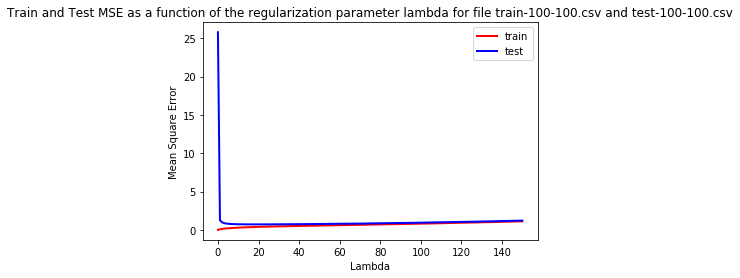 Train and Test MSE as a function of the regularization parameter lambda for file train-100-100.csv and test-100-100.csv
train
test
Mean Square Error
25
20
15
10
5
0
0 20 40 60 80 100 120 140
Lambda